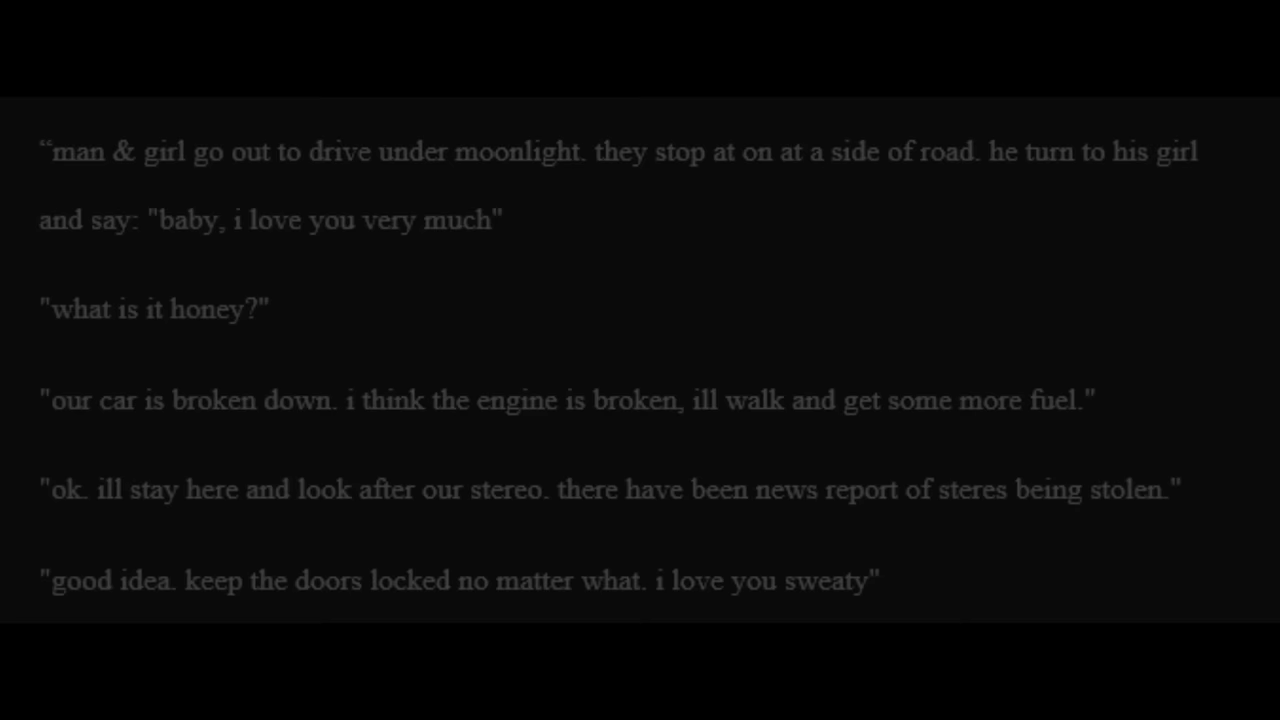 “man & girl go out to drive under moonlight. they stop at on at a side of road. he turn to his girl
and say: "baby, i love you very much"
"what is it honey?"
"our car is broken down. i think the engine is broken, ill walk and get some more fuel."
"ok. ill stay here and look after our stereo. there have been news report of steres being stolen."
"good idea. keep the doors locked no matter what. i love you sweaty"